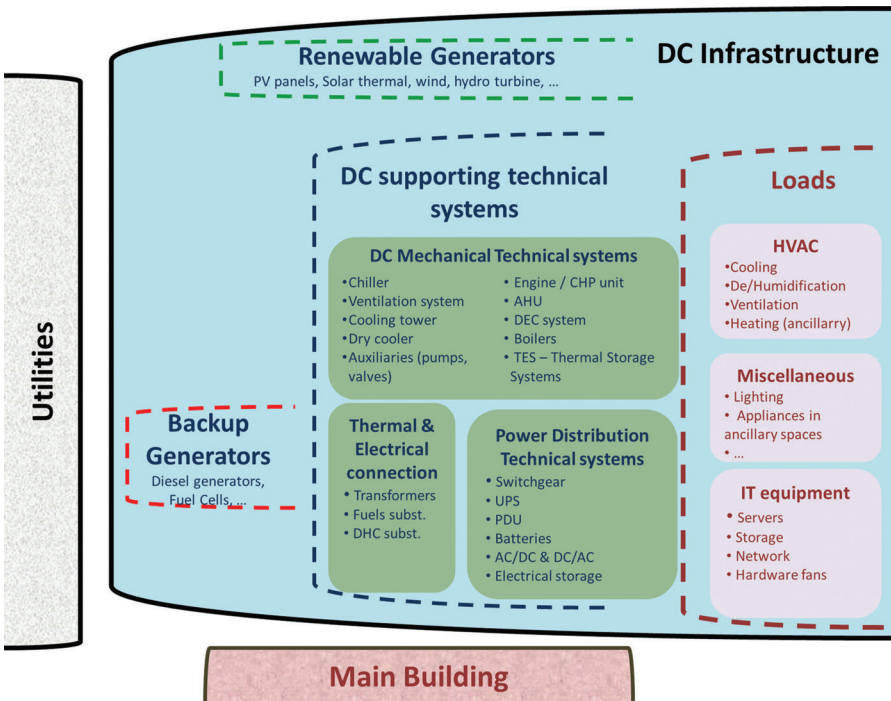 Renewable Generators
PV panels, Solar thermal, wind, hydro turbine, ...
DC Infrastructure
Utilities
DC supporting technical
systems
DC Mechanical Technical systems
•Chiller
•Ventilation system
•Cooling tower
•Dry cooler
•Auxiliaries (pumps,
valves)
•Engine / CHP unit
•AHU
•DEC system
•Boilers
•TES – Thermal Storage
Systems
Backup
Generators
Diesel generators,
Fuel Cells, ...
Thermal &
Electrical
connection
• Transformers
• Fuels subst.
• DHC subst.
Power Distribution
Technical systems
• Switchgear
• UPS
• PDU
• Batteries
• AC/DC & DC/AC
• Electrical storage
Loads
HVAC
•Cooling
•De/Humidification
•Ventilation
•Heating (ancillarry)
Miscellaneous
• Lighting
• Appliances in
ancillary spaces
• ...
IT equipment
• Servers
• Storage
• Network
• Hardware fans
Main Building